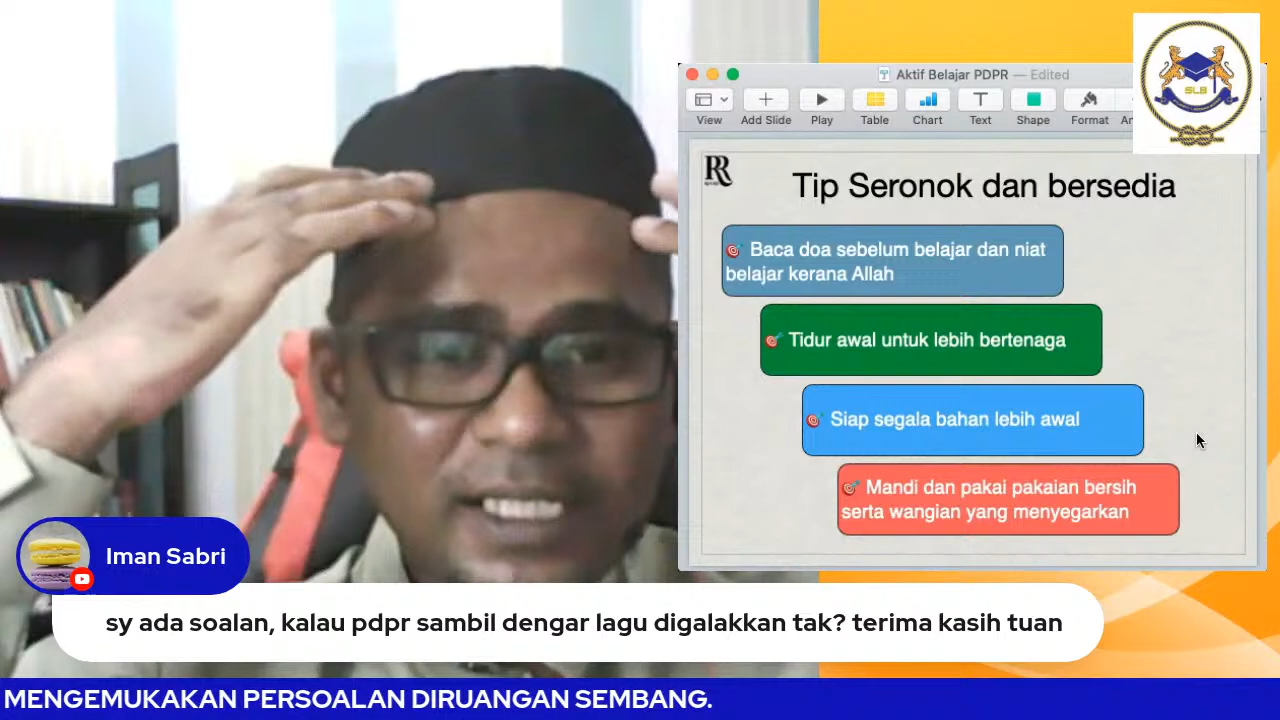 Aktif Belajar PDPR — Edited
View
Add Slide
Play
Table
Chart
Text
Shape
Format
SLB
RR
Tip Seronok dan bersedia
Baca doa sebelum belajar dan niat
belajar kerana Allah
Tidur awal untuk lebih bertenaga
Siap segala bahan lebih awal
Mandi dan pakai pakaian bersih
serta wangian yang menyegarkan
Iman Sabri
sy ada soalan, kalau pdpr sambil dengar lagu digalakkan tak? terima kasih tuan
MENGEMUKAKAN PERSOALAN DIRUANGAN SEMBANG.